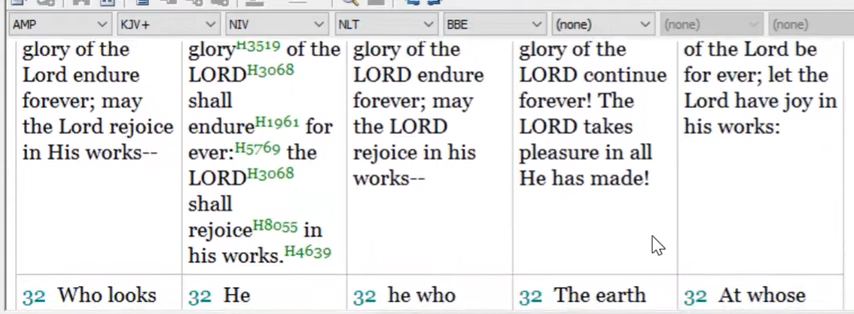 AMP KJV+ NIV NLT BBE (none) (none) (none)
glory of the
Lord endure
forever; may
the Lord rejoice
in His works--
gloryH3519 of the
LORDH3068
shall
endureH1961 for
ever:H5769 the
LORDH3068
shall
rejoiceH8055 in
his works.H4639
glory of the
LORD endure
forever; may
the LORD
rejoice in his
works--
glory of the
LORD continue
forever! The
LORD takes
pleasure in all
He has made!
of the Lord be
for ever; let the
Lord have joy in
his works:
32 Who looks
32 He
32 he who
32 The earth
32 At whose